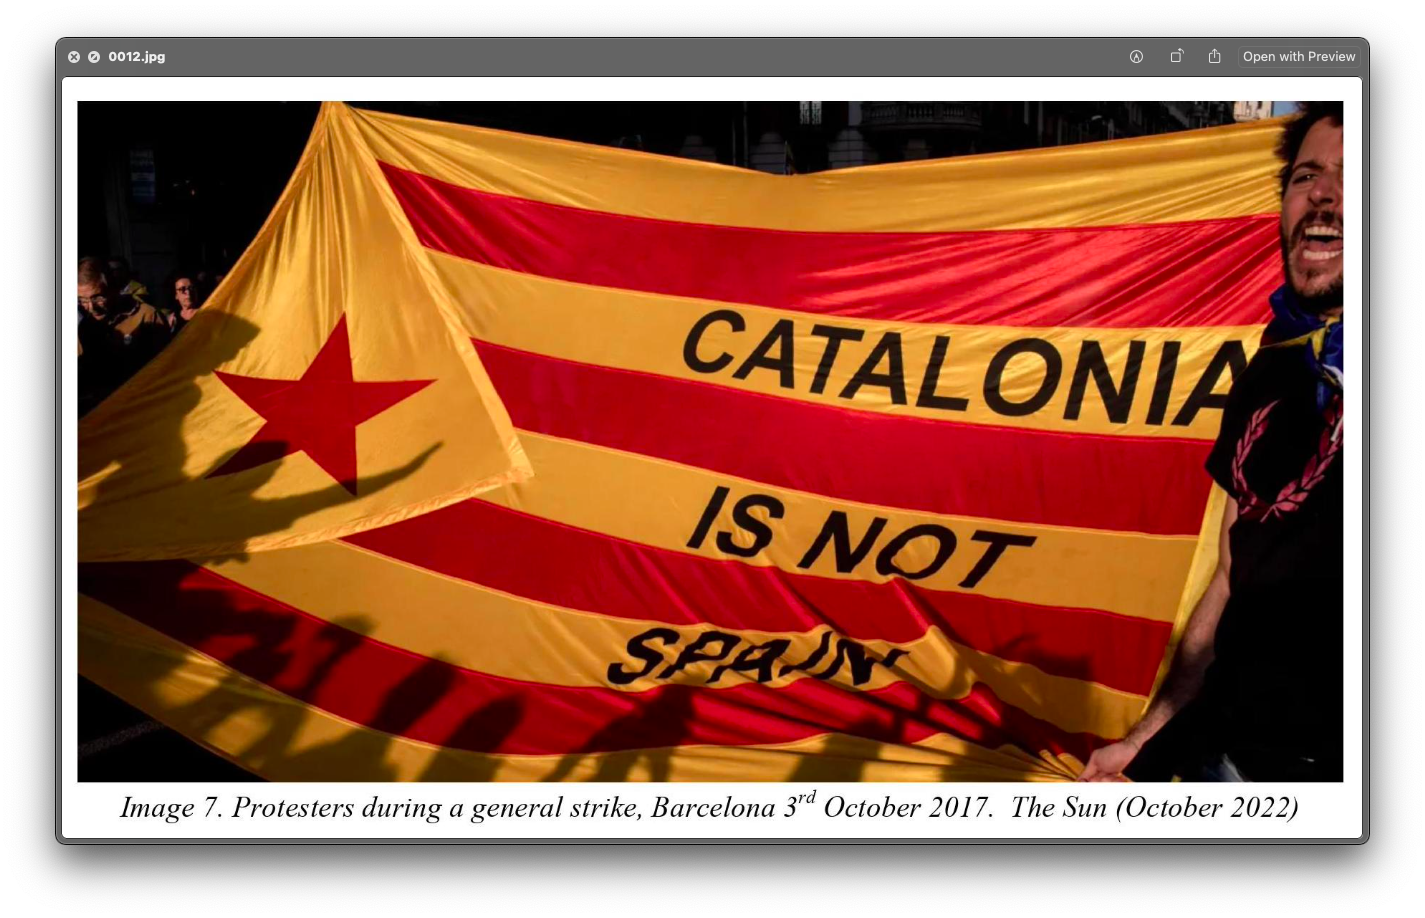 0012.jpg
Open with Preview
CATALONIA
IS NOT
SPAIN
Image 7. Protesters during a general strike, Barcelona 3rd October 2017. The Sun (October 2022)